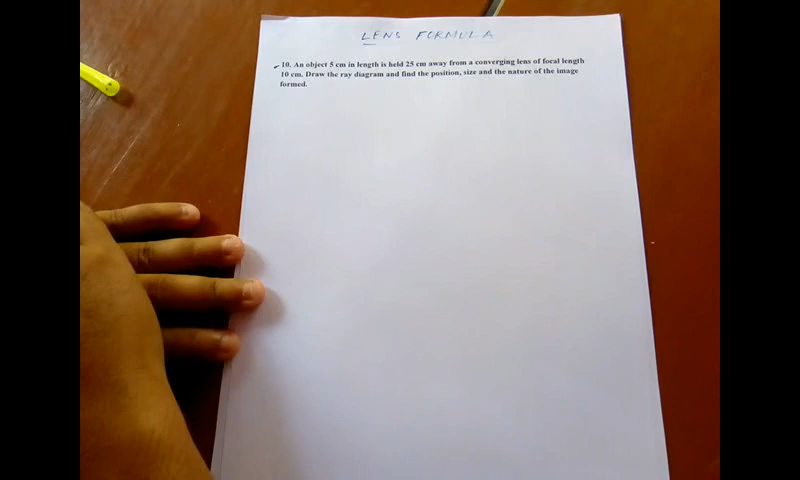 LENS FORMULA
10. An object 5 cm in length is held 25 cm away from a converging lens of focal length
10 cm. Draw the ray diagram and find the position, size and the nature of the image
formed.